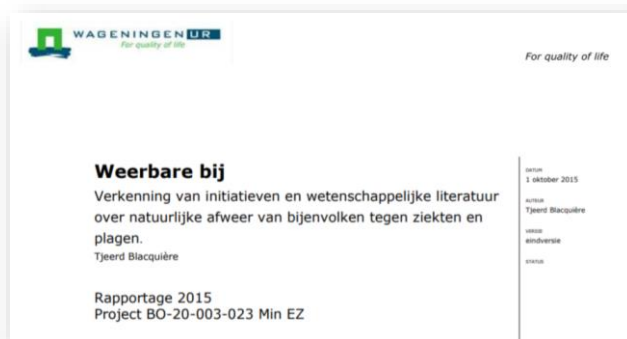 WAGENINGEN UR
For quality of life
For quality of life
Weerbare bij
Verkenning van initiatieven en wetenschappelijke literatuur
over natuurlijke afweer van bijenvolken tegen ziekten en
plagen.
Tjeerd Blacquière
Rapportage 2015
Project BO-20-003-023 Min EZ
DATUM
1 oktober 2015
AUTEUR
Tjeerd Blacquière
VERSIE
eindversie
STATUS